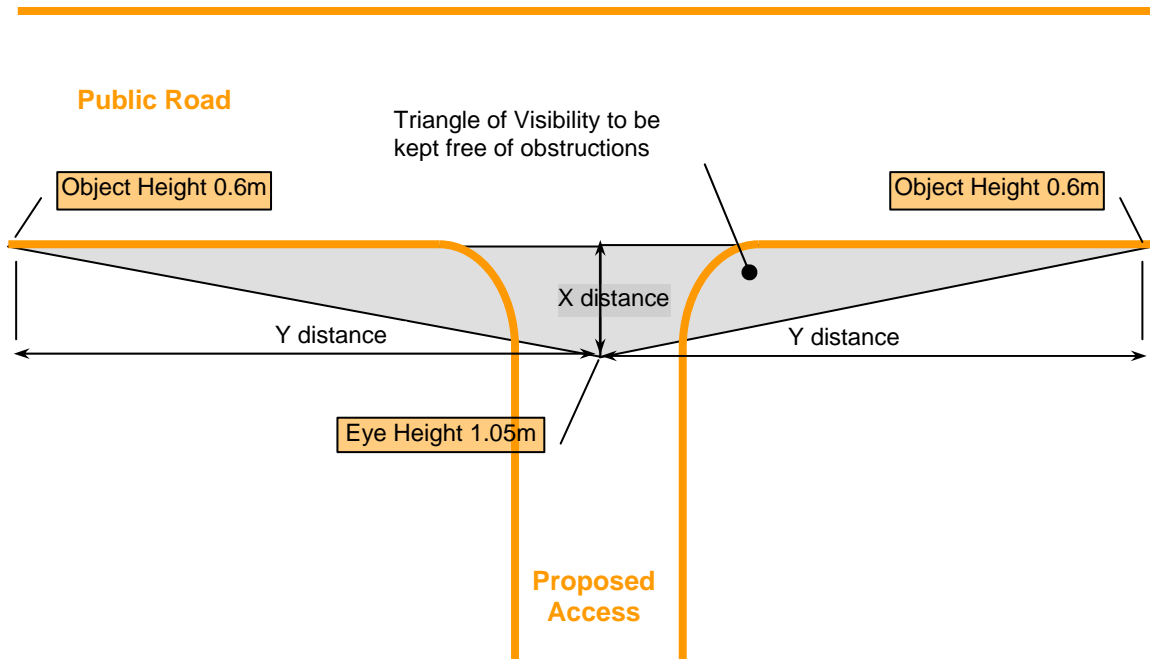 Public Road
Triangle of Visibility to be
kept free of obstructions
Object Height 0.6m
Object Height 0.6m
X distance
Y distance
Y distance
Eye Height 1.05m
Proposed
Access